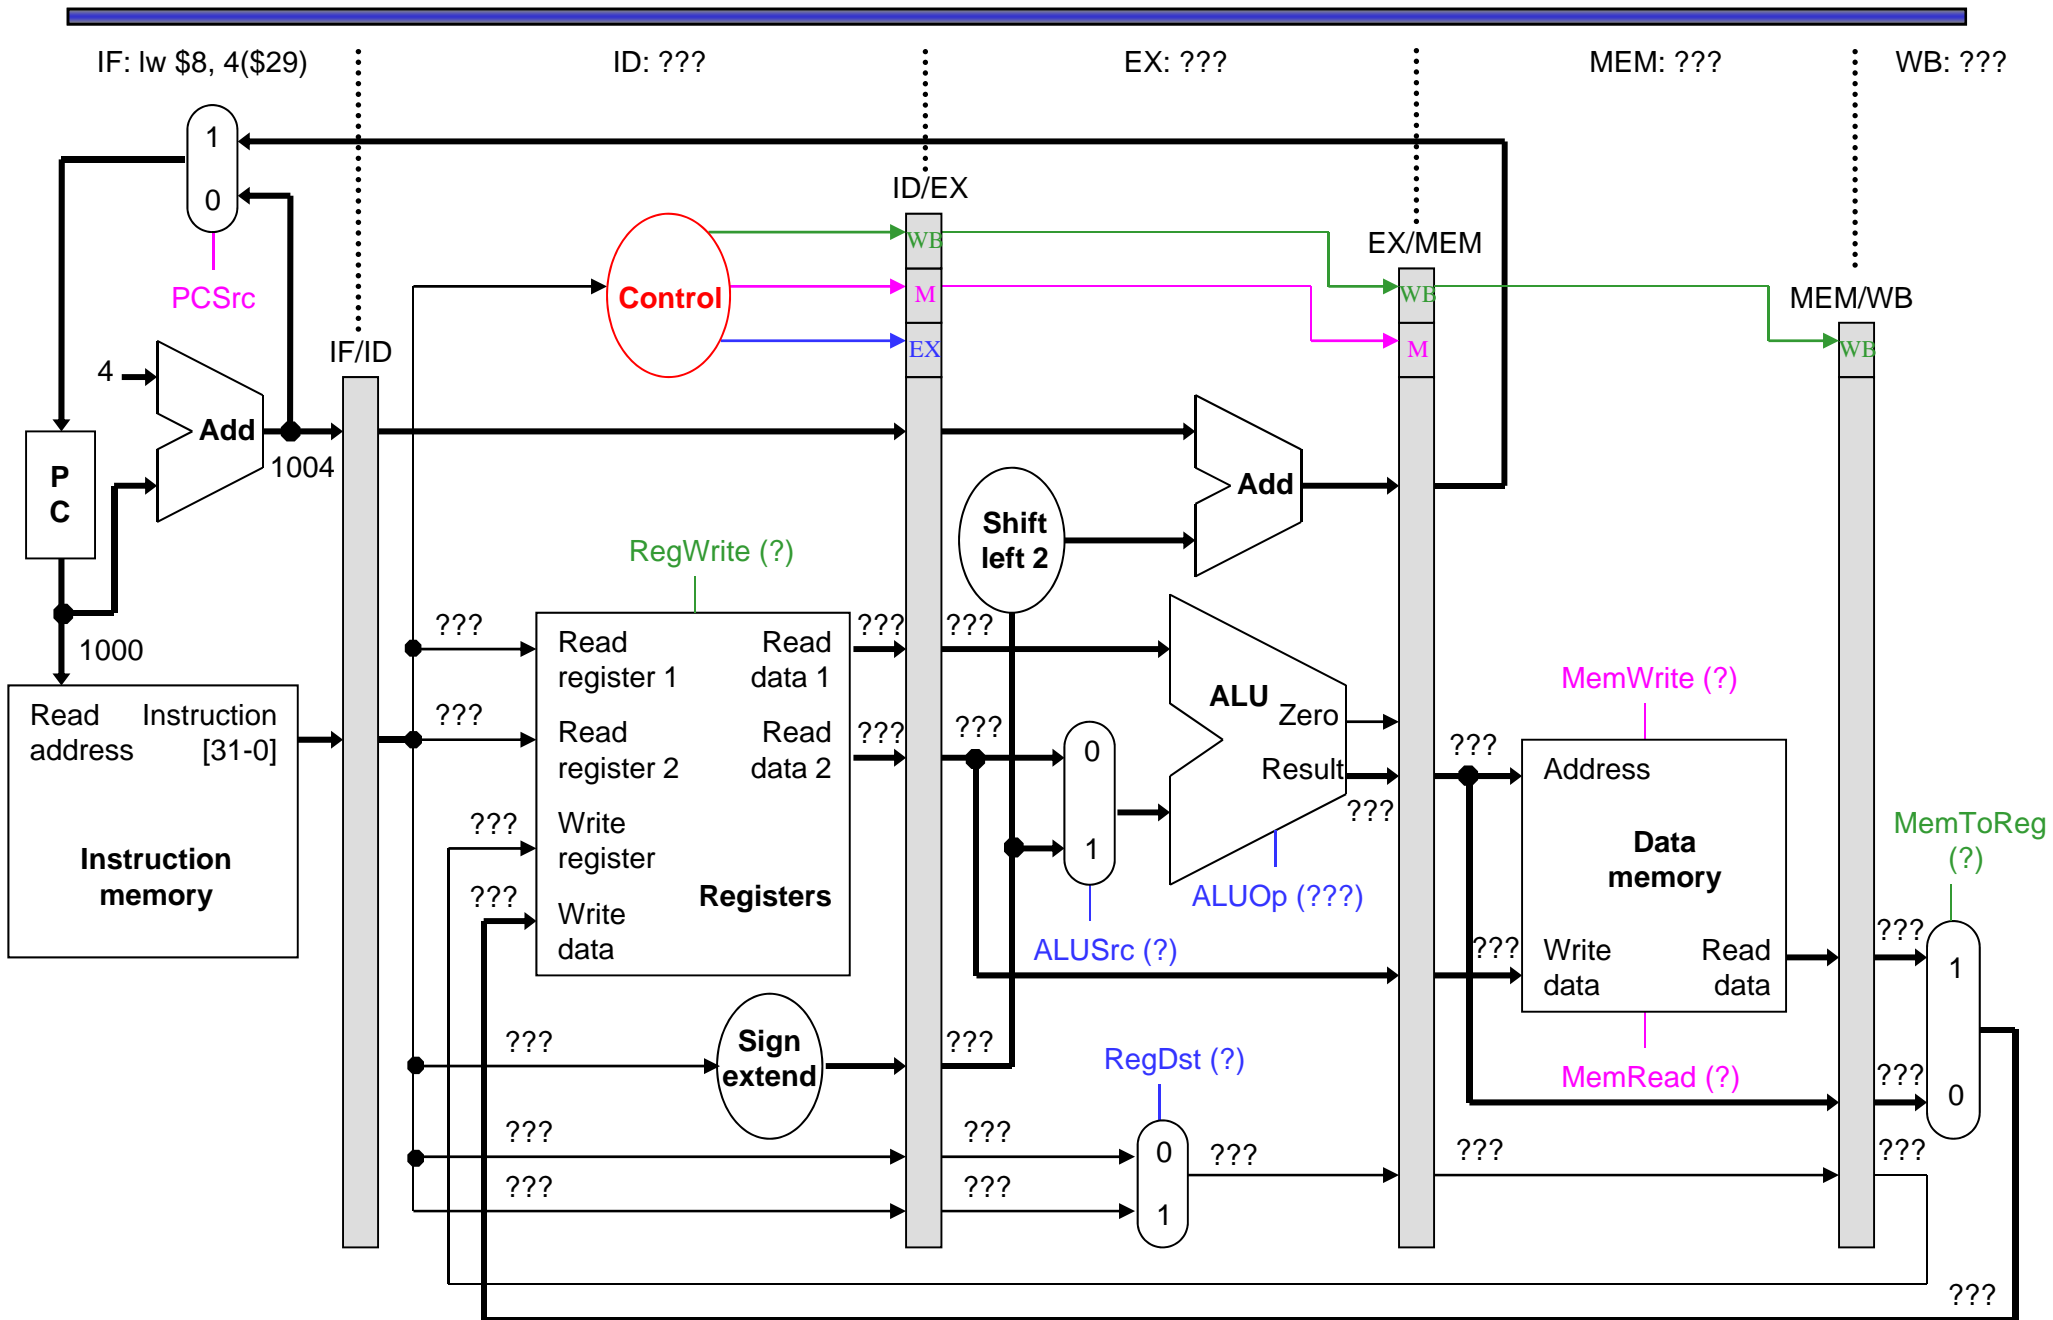 IF: lw $8, 4($29)
ID: ???
EX: ???
MEM: ???
WB: ???
1
0
PCSrc
4
Add
1004
P
C
1000
Read
address
Instruction
[31-0]
Instruction
memory
IF/ID
Control
ID/EX
WB
M
EX
EX/MEM
WB
M
MEM/WB
WB
RegWrite (?)
???
???
???
???
Read
register 1
Read
data 1
Read
register 2
Read
data 2
Write
register
Write
data
Registers
???
???
???
Sign
extend
???
???
???
???
Shift
left 2
Add
0
1
ALUSrc (?)
ALU
Zero
Result
???
ALUOp (???)
???
???
???
RegDst (?)
0
1
???
???
MemWrite (?)
Address
Data
memory
???
Write
data
Read
data
MemRead (?)
???
MemToReg
(?)
???
1
???
0
???
???